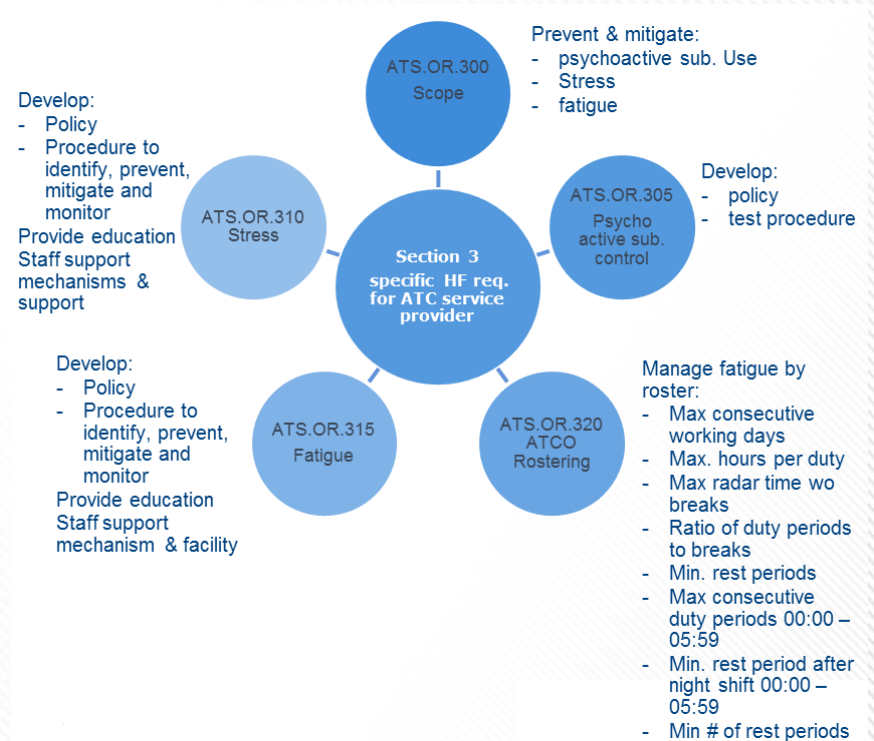 ATS.OR.300
Scope
Prevent & mitigate:
- psychoactive sub. Use
- Stress
- fatigue
ATS.OR.305
Psycho
active sub.
control
Develop:
- policy
- test procedure
Section 3
specific HF req.
for ATC service
provider
ATS.OR.310
Stress
Develop:
- Policy
- Procedure to
identify, prevent,
mitigate and
monitor
Provide education
Staff support
mechanisms &
support
ATS.OR.315
Fatigue
Develop:
- Policy
- Procedure to
identify, prevent,
mitigate and
monitor
Provide education
Staff support
mechanism & facility
ATS.OR.320
ATCO
Rostering
Manage fatigue by
roster:
- Max consecutive
working days
- Max. hours per duty
- Max radar time wo
breaks
- Ratio of duty periods
to breaks
- Min. rest periods
- Max consecutive
duty periods 00:00 –
05:59
- Min. rest period after
night shift 00:00 –
05:59
- Min # of rest periods